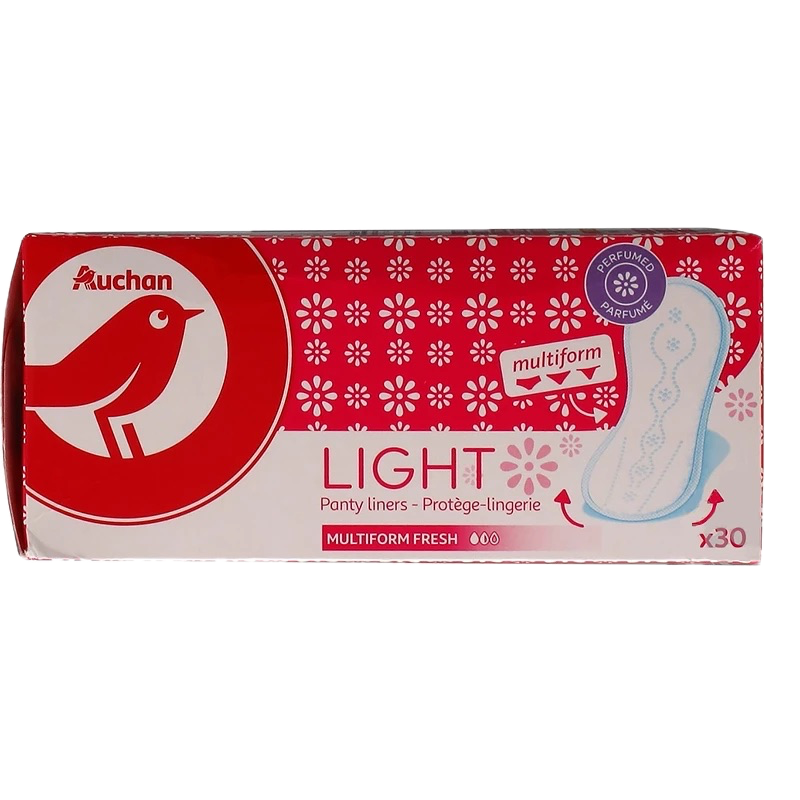 Auchan
PERFUMED
PARFUMÉ
multiform
LIGHT
Panty liners - Protège-lingerie
MULTIFORM FRESH
x30